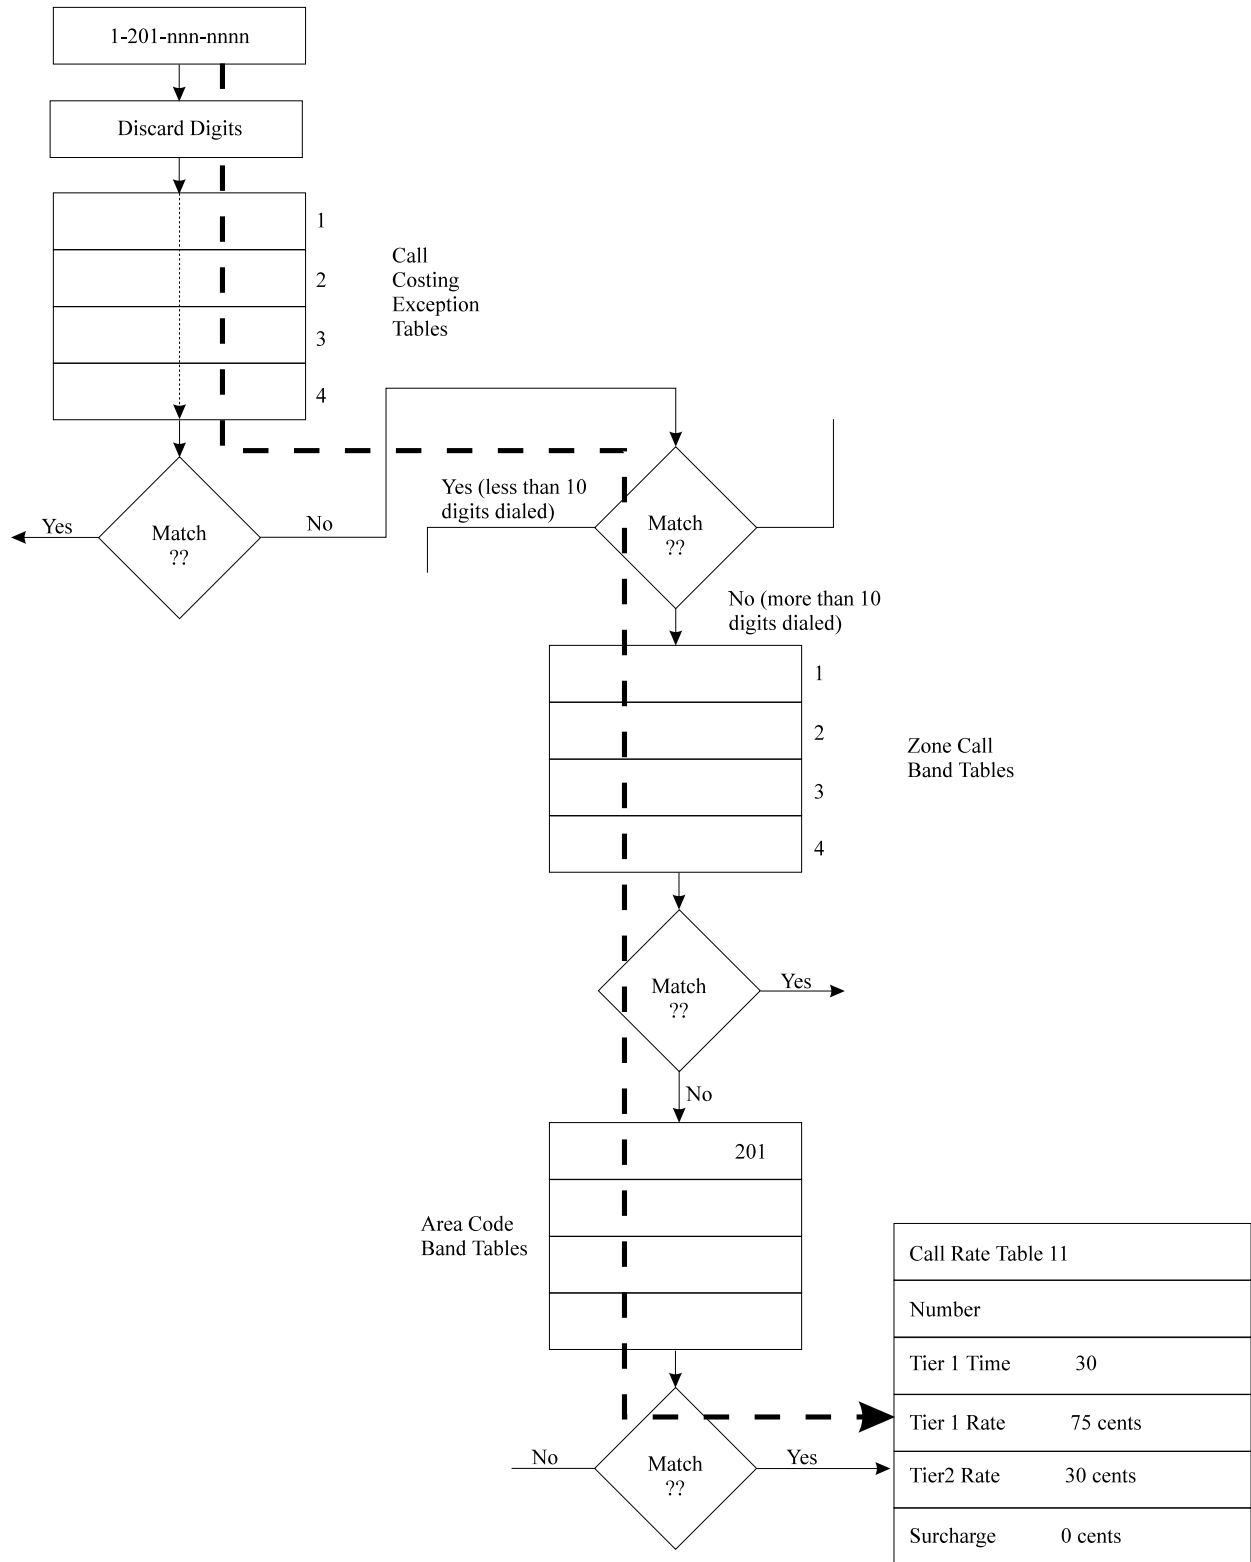 1-201-nnn-nnnn
Discard Digits
1
2
3
4
Call
Costing
Exception
Tables
Yes
Match
??
No
Yes (less than 10
digits dialed)
Match
??
No (more than 10
digits dialed)
1
2
3
4
Zone Call
Band Tables
Match
??
Yes
No
201
Area Code
Band Tables
No
Match
??
Yes
Call Rate Table 11
Number
Tier 1 Time 30
Tier 1 Rate 75 cents
Tier2 Rate 30 cents
Surcharge 0 cents